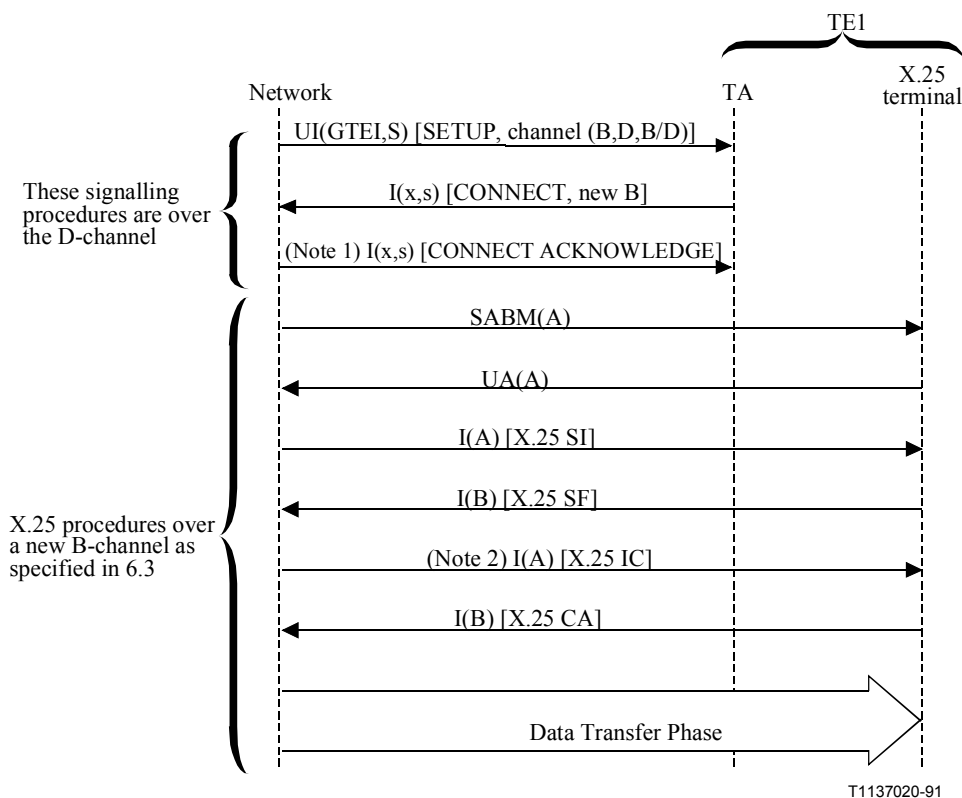 TE1
Network
TA
X.25
terminal
UI(GTEI,S) [SETUP, channel (B,D,B/D)]
These signalling
procedures are over
the D-channel
I(x,s) [CONNECT, new B]
(Note 1) I(x,s) [CONNECT ACKNOWLEDGE]
SABM(A)
UA(A)
I(A) [X.25 SI]
I(B) [X.25 SF]
X.25 procedures over
a new B-channel as
specified in 6.3
(Note 2) I(A) [X.25 IC]
I(B) [X.25 CA]
Data Transfer Phase
T1137020-91